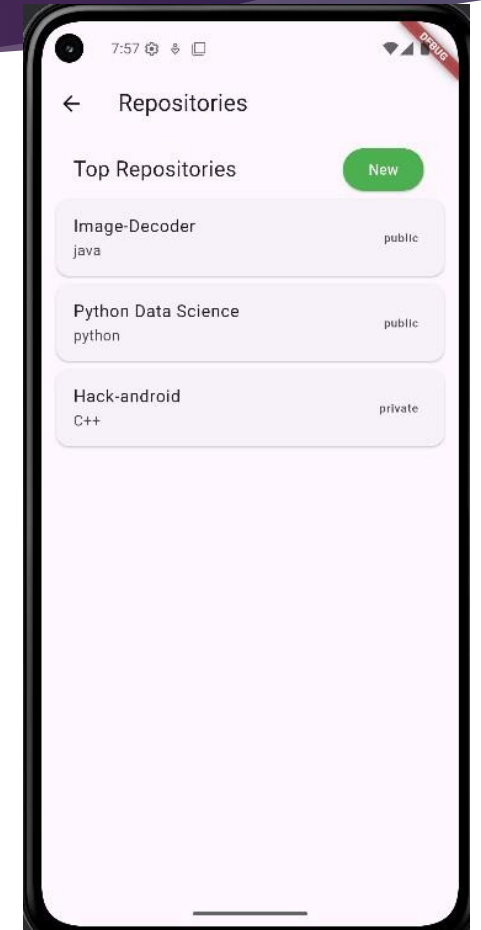 7:57
DEBUG
Repositories
Top Repositories
New
Image-Decoder
java
public
Python Data Science
python
public
Hack-android
C++
private